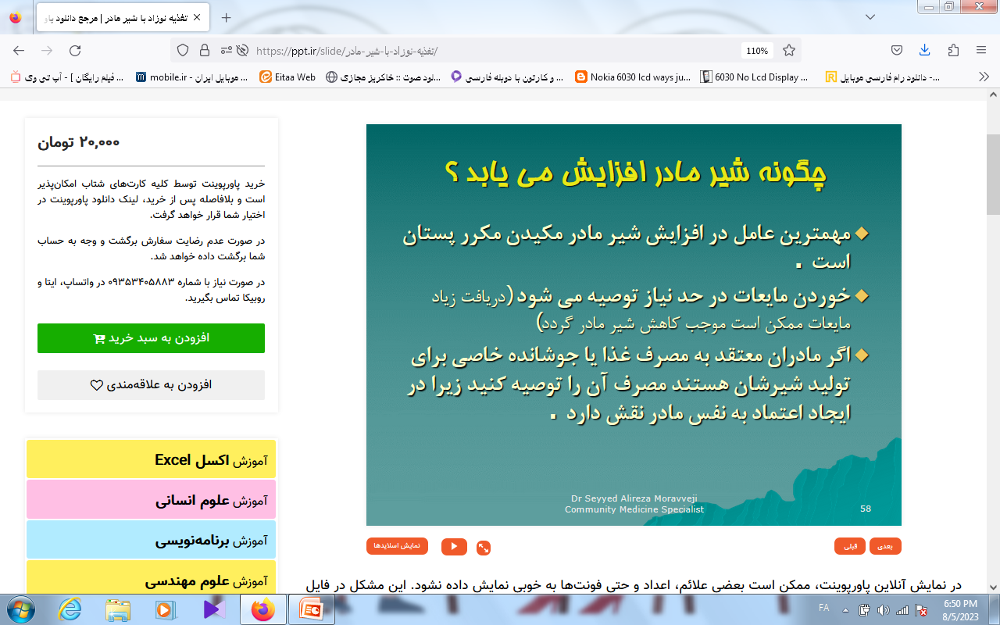 تغذیه نوزاد با شیر مادر | مرجع دانلود پاو
https://ppt.ir/slide/تغذیه-نوزاد-با-شیر-مادر/
110%
... فیلم رایگان ] - آپ تی وی
mobile.ir - موبایل ایران ...
Eitaa Web
...لود صوت :: خاکریز مجازی
... و کارتون با دوبله فارسی
Nokia 6030 lcd ways ju...
6030 No Lcd Display ...
...- دانلود رام فارسی موبایل
۲۰,۰۰۰ تومان
خرید پاورپوینت توسط کلیه کارت‌های شتاب امکان‌پذیر
است و بلافاصله پس از خرید، لینک دانلود پاورپوینت در
اختیار شما قرار خواهد گرفت.
در صورت عدم رضایت سفارش برگشت و وجه به حساب
شما برگشت داده خواهد شد.
در صورت نیاز با شماره ۰۹۳۵۳۴۰۵۸۸۳ در واتساپ، ایتا و
روبیکا تماس بگیرید.
افزودن به سبد خرید
افزودن به علاقه‌مندی
آموزش اکسل Excel
آموزش علوم انسانی
آموزش برنامه‌نویسی
آموزش علوم مهندسی
چگونه شیر مادر افزایش می یابد ؟
مهمترین عامل در افزایش شیر مادر مکیدن مکرر پستان
است .
خوردن مایعات در حد نیاز توصیه می شود (دریافت زیاد
مایعات ممکن است موجب کاهش شیر مادر گردد)
اگر مادران معتقد به مصرف غذا یا جوشانده خاصی برای
تولید شیرشان هستند مصرف آن را توصیه کنید زیرا در
ایجاد اعتماد به نفس مادر نقش دارد .
Dr Seyyed Alireza Moravveji
Community Medicine Specialist
58
نمایش اسلایدها
قبلی
بعدی
در نمایش آنلاین پاورپوینت، ممکن است بعضی علائم، اعداد و حتی فونت‌ها به خوبی نمایش داده نشود. این مشکل در فایل
FA
6:50 PM
8/5/2023